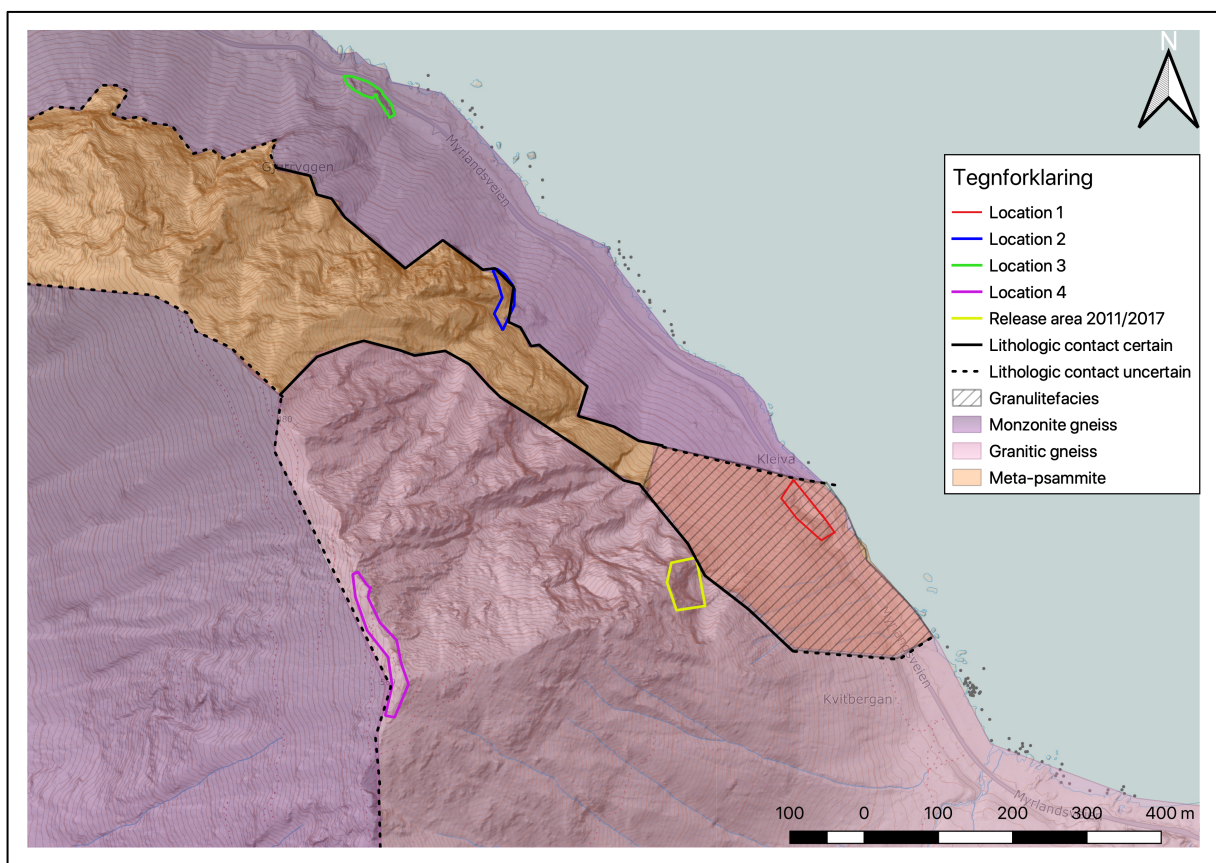 N
Myrlandsveien
Tegnforklaring
Location 1
Location 2
Location 3
Location 4
Release area 2011/2017
Lithologic contact certain
Lithologic contact uncertain
Granulitefacies
Monzonite gneiss
Granitic gneiss
Meta-psammite
Kleiva
Myrlandsveien
Kvitbergan
100 0 100 200 300 400 m